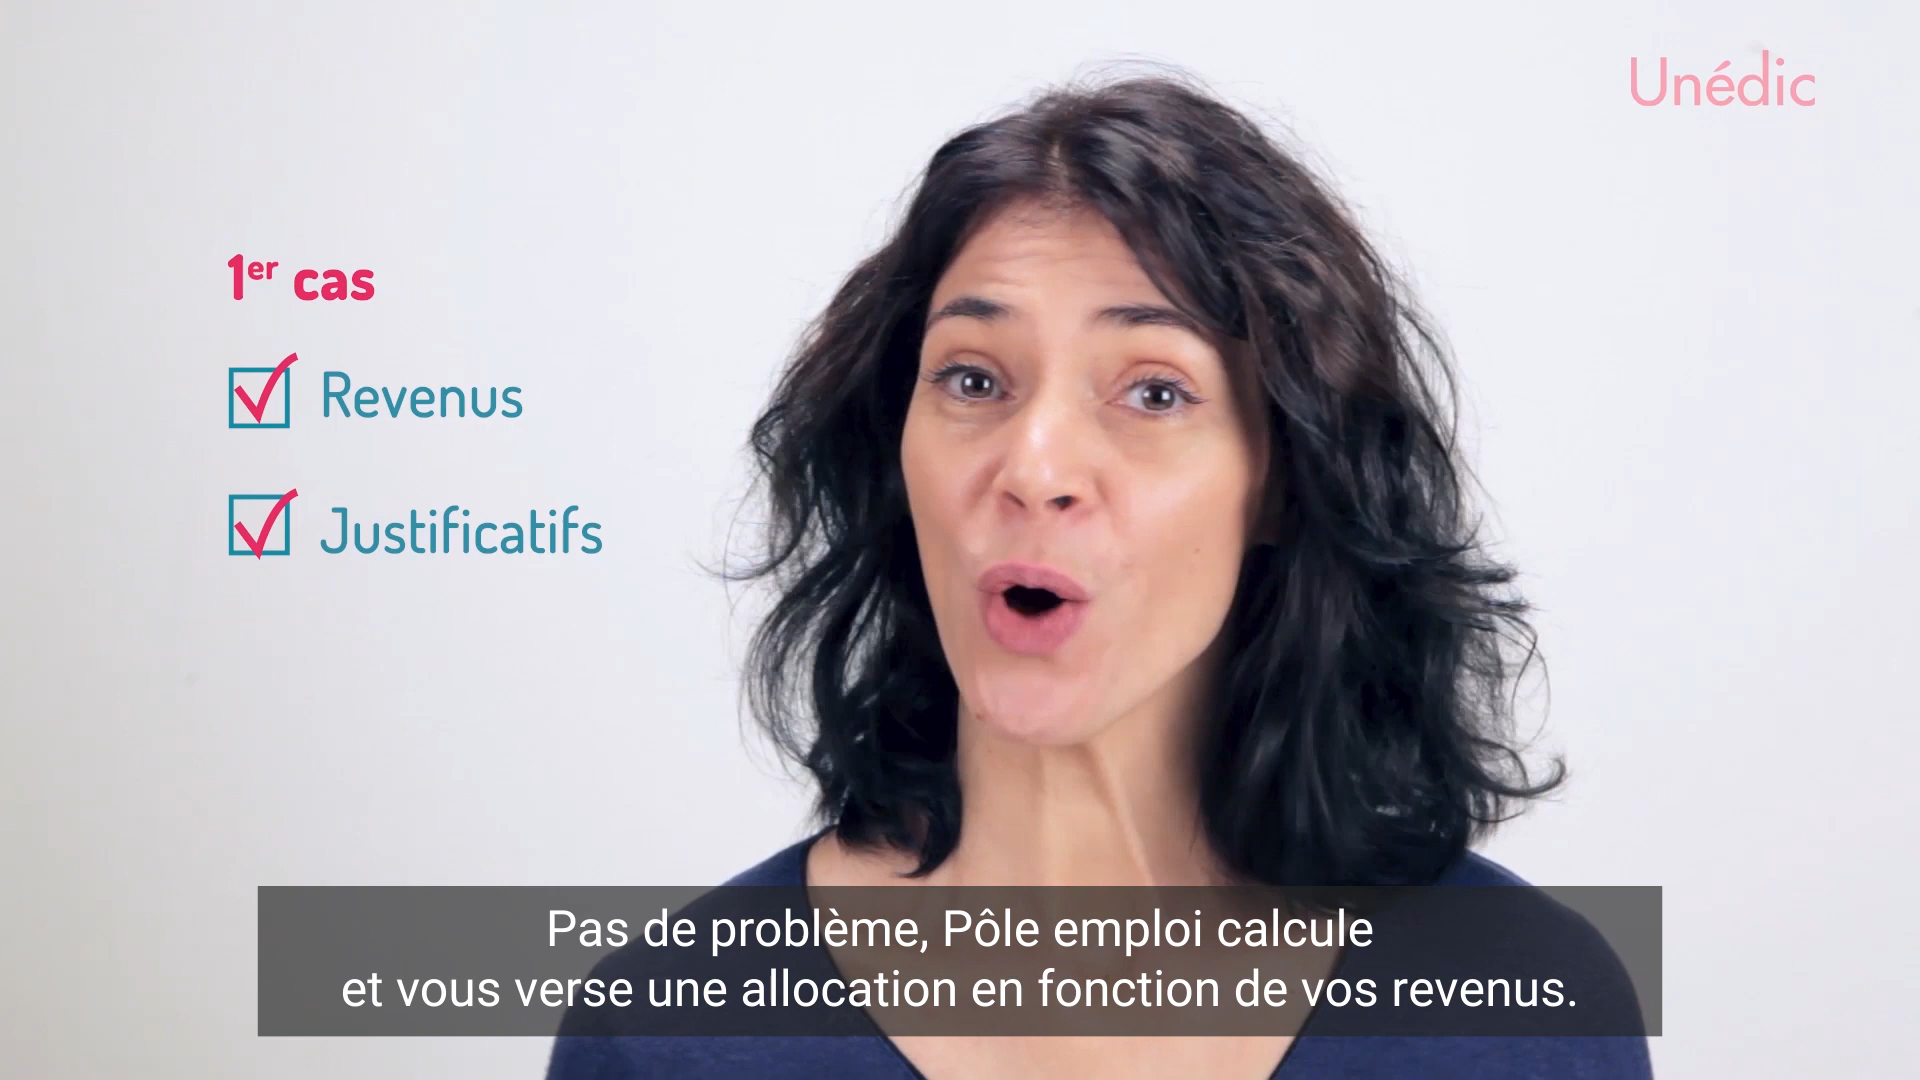 Unédic
1er cas
Revenus
Justificatifs
Pas de problème, Pôle emploi calcule
et vous verse une allocation en fonction de vos revenus.